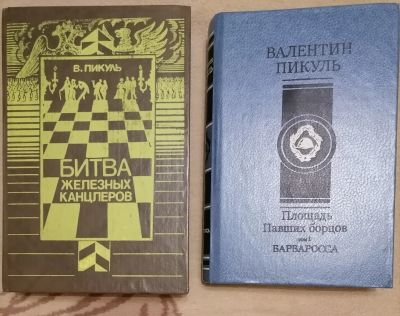 В. ПИКУЛЬ
БИТВА
ЖЕЛЕЗНЫХ
КАНЦЛЕРОВ
ВАЛЕНТИН
ПИКУЛЬ
Площадь
Павших борцов
том I
БАРБАРОССА